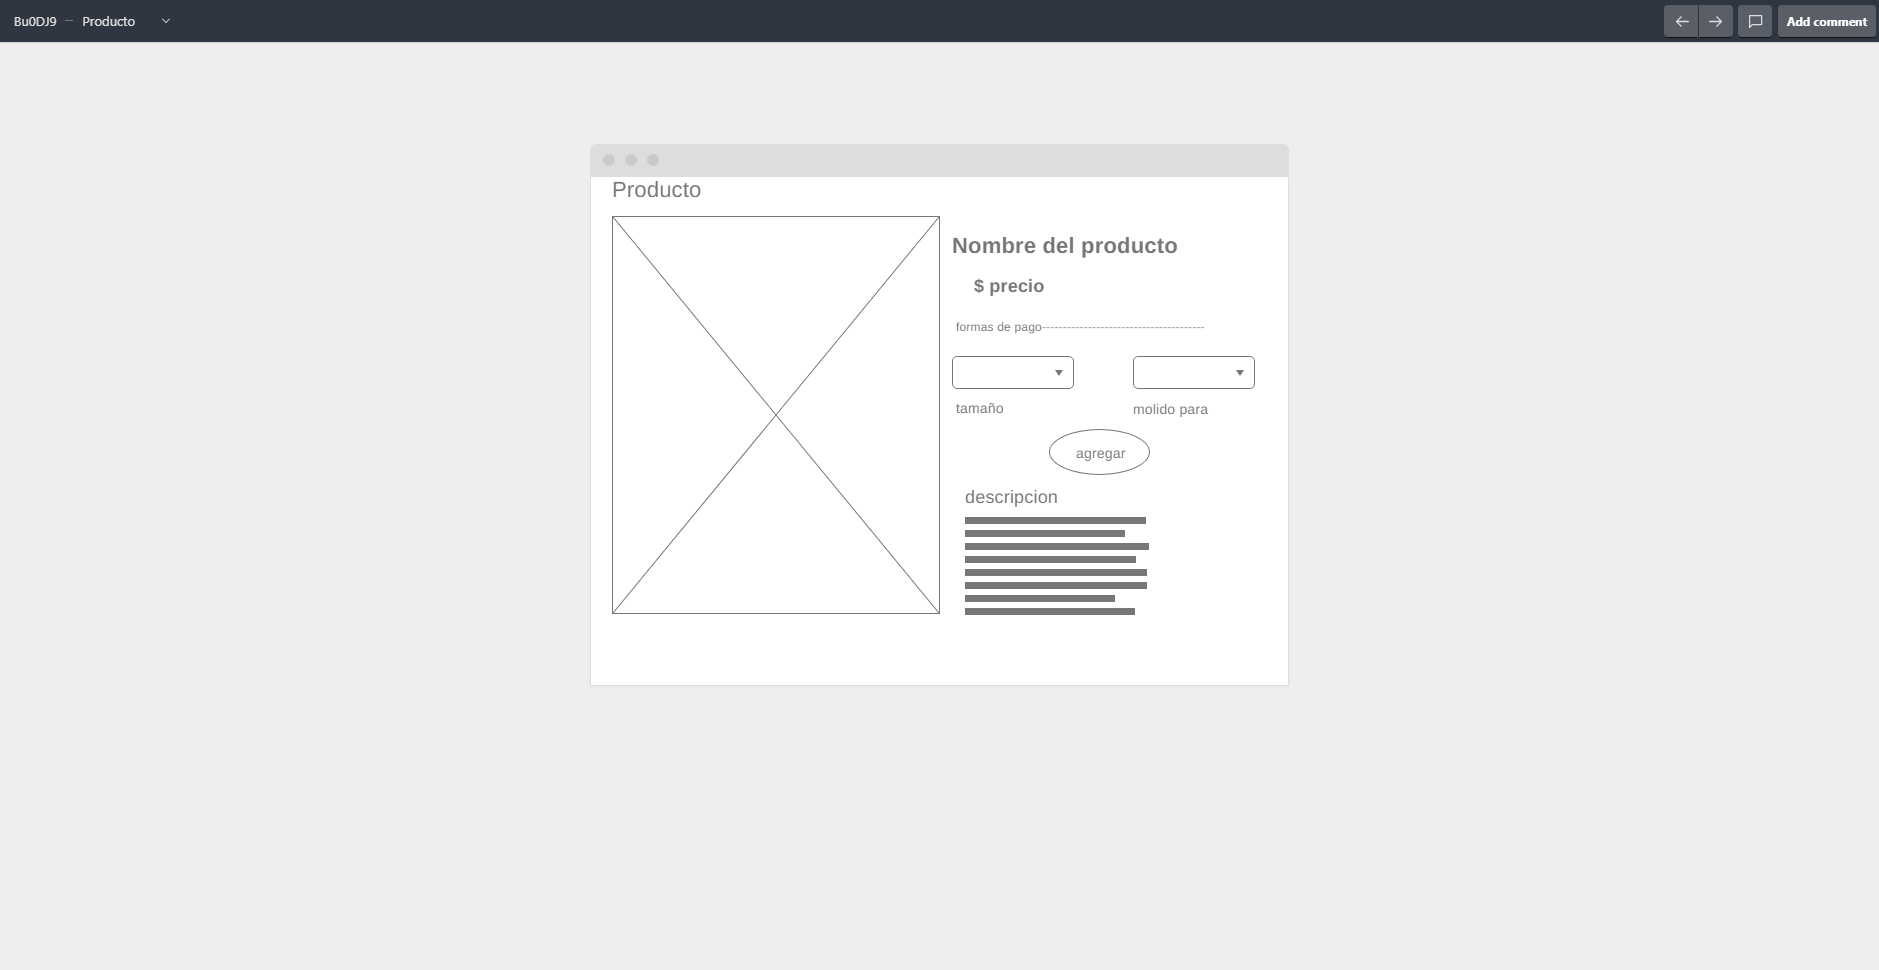 Bu0DJ9 – Producto
Add comment
Producto
Nombre del producto
$ precio
formas de pago---------------------------------------
tamaño
molido para
agregar
descripcion